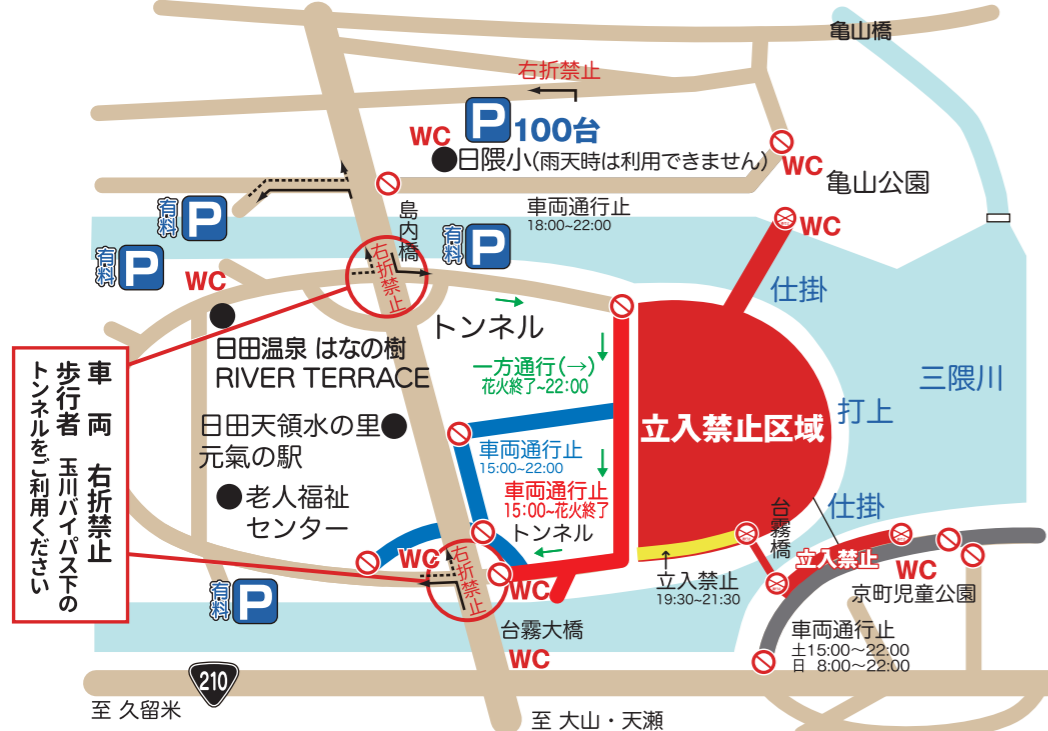 亀山橋
右折禁止
P 100台
WC
●日隈小(雨天時は利用できません)
WC
亀山公園
有料 P
島内橋
車両通行止
18:00~22:00
WC
有料 P
有料 P
右折禁止
WC
仕掛
トンネル
日田温泉 はなの樹
RIVER TERRACE
一方通行(→)
花火終了~22:00
三隈川
打上
立入禁止区域
車両 右折禁止
歩行者 玉川バイパス下の
トンネルをご利用ください
日田天領水の里●
元氣の駅
車両通行止
15:00~22:00
車両通行止
15:00~花火終了
●老人福祉
センター
トンネル
仕掛
台霧橋
立入禁止
WC
右折禁止
WC
立入禁止
19:30~21:30
WC
京町児童公園
有料 P
台霧大橋
WC
車両通行止
土15:00～22:00
日 8:00～22:00
210
至 久留米
至 大山・天瀬